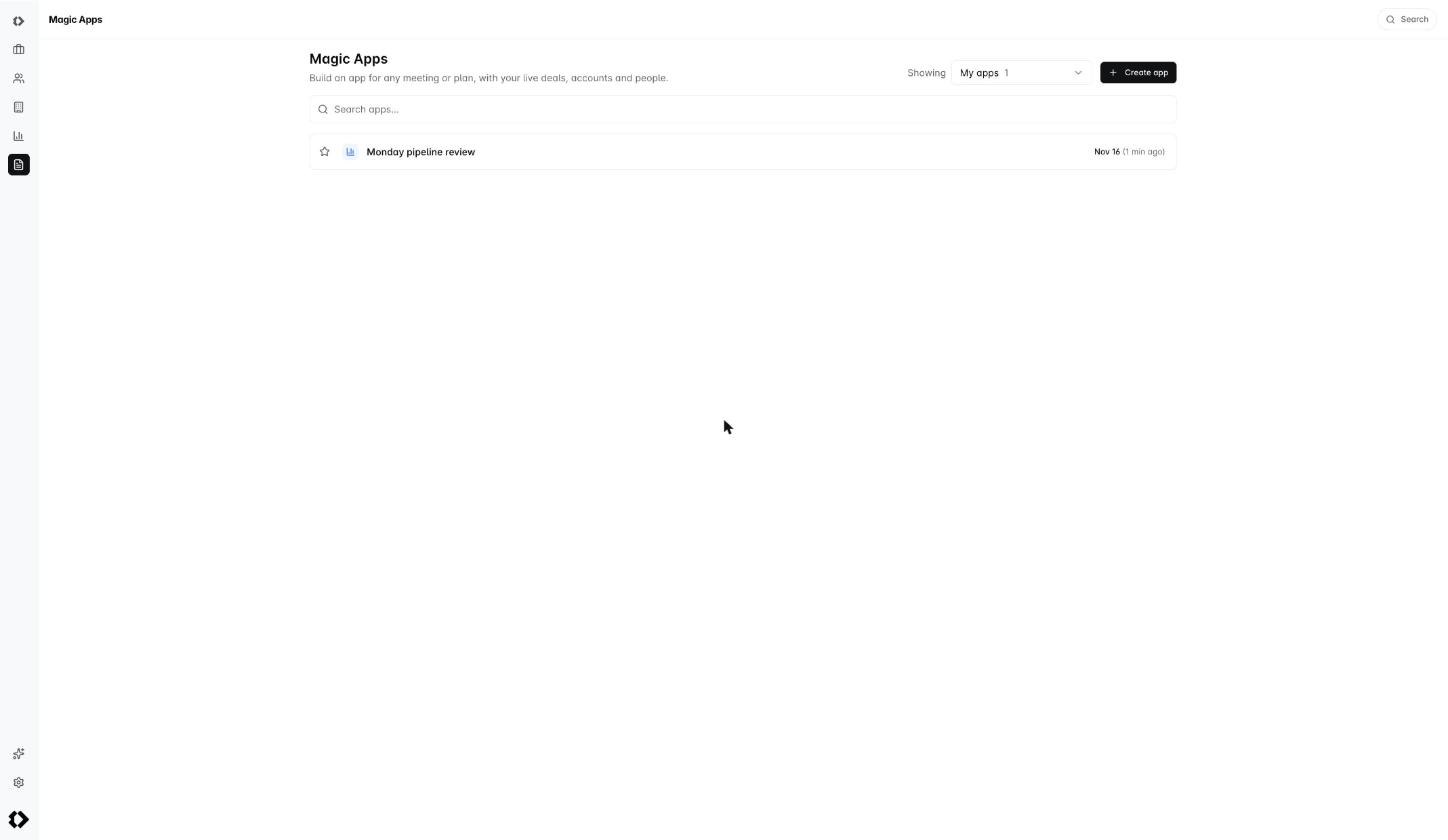 Magic Apps
Search
Magic Apps
Build an app for any meeting or plan, with your live deals, accounts and people.
Showing
My apps 1
Create app
Search apps...
Monday pipeline review
Nov 16 (1 min ago)